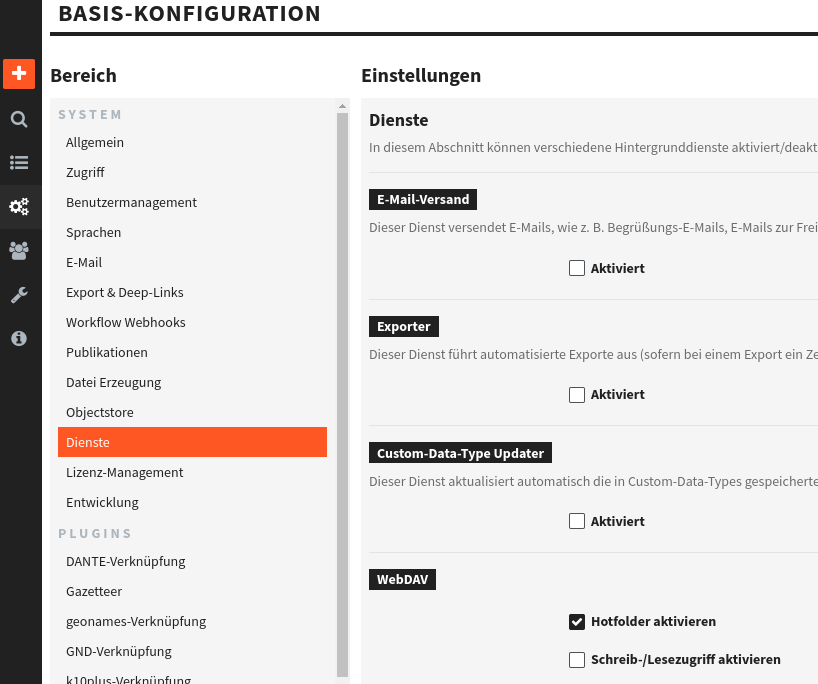 BASIS-KONFIGURATION
Bereich
SYSTEM
Allgemein
Zugriff
Benutzermanagement
Sprachen
E-Mail
Export & Deep-Links
Workflow Webhooks
Publikationen
Datei Erzeugung
Objectstore
Dienste
Lizenz-Management
Entwicklung
PLUGINS
DANTE-Verknüpfung
Gazetteer
geonames-Verknüpfung
GND-Verknüpfung
k10plus-Verknüpfung
Einstellungen
Dienste
In diesem Abschnitt können verschiedene Hintergrunddienste aktiviert/deakt
E-Mail-Versand
Dieser Dienst versendet E-Mails, wie z. B. Begrüßungs-E-Mails, E-Mails zur Frei
Aktiviert
Exporter
Dieser Dienst führt automatisierte Exporte aus (sofern bei einem Export ein Ze
Aktiviert
Custom-Data-Type Updater
Dieser Dienst aktualisiert automatisch die in Custom-Data-Types gespeicherte
Aktiviert
WebDAV
Hotfolder aktivieren
Schreib-/Lesezugriff aktivieren